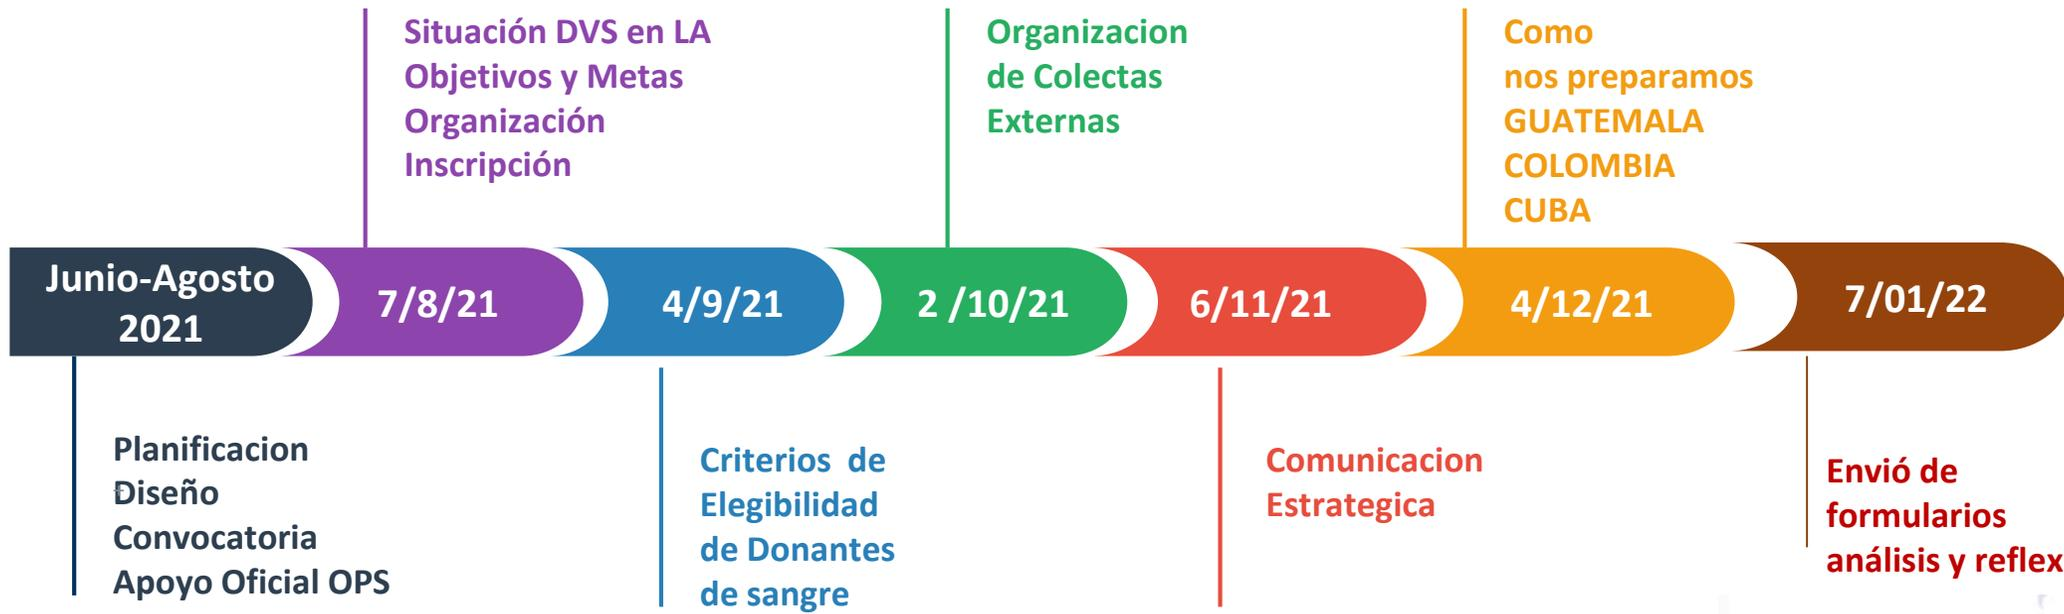 Situación DVS en LA
Objetivos y Metas
Organización
Inscripción
Organizacion
de Colectas
Externas
Como
nos preparamos
GUATEMALA
COLOMBIA
CUBA
Junio-Agosto
2021
7/8/21
4/9/21
2 /10/21
6/11/21
4/12/21
7/01/22
Planificacion
Diseño
Convocatoria
Apoyo Oficial OPS
Criterios  de
Elegibilidad
de Donantes
de sangre
Comunicacion
Estrategica
Envió de
formularios
análisis y reflex